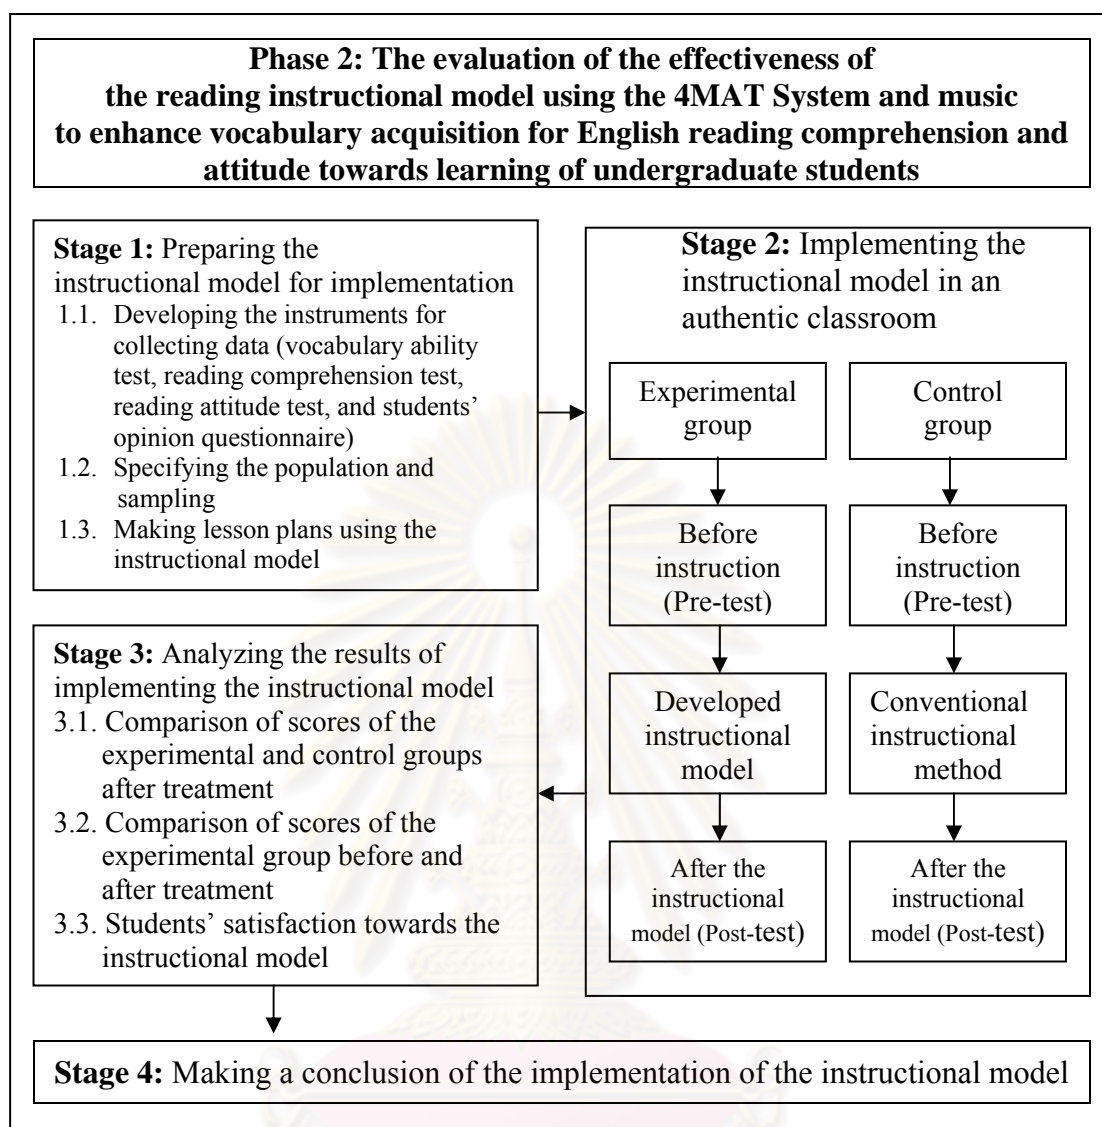 Phase 2: The evaluation of the effectiveness of
the reading instructional model using the 4MAT System and music
to enhance vocabulary acquisition for English reading comprehension and
attitude towards learning of undergraduate students
Stage 1: Preparing the
instructional model for implementation
1.1. Developing the instruments for
collecting data (vocabulary ability
test, reading comprehension test,
reading attitude test, and students’
opinion questionnaire)
1.2. Specifying the population and
sampling
1.3. Making lesson plans using the
instructional model
Stage 2: Implementing the
instructional model in an
authentic classroom
Experimental
group
Before
instruction
(Pre-test)
Developed
instructional
model
After the
instructional
model (Post-test)
Control
group
Before
instruction
(Pre-test)
Conventional
instructional
method
After the
instructional
model (Post-test)
Stage 3: Analyzing the results of
implementing the instructional model
3.1. Comparison of scores of the
experimental and control groups
after treatment
3.2. Comparison of scores of the
experimental group before and
after treatment
3.3. Students’ satisfaction towards the
instructional model
Stage 4: Making a conclusion of the implementation of the instructional model